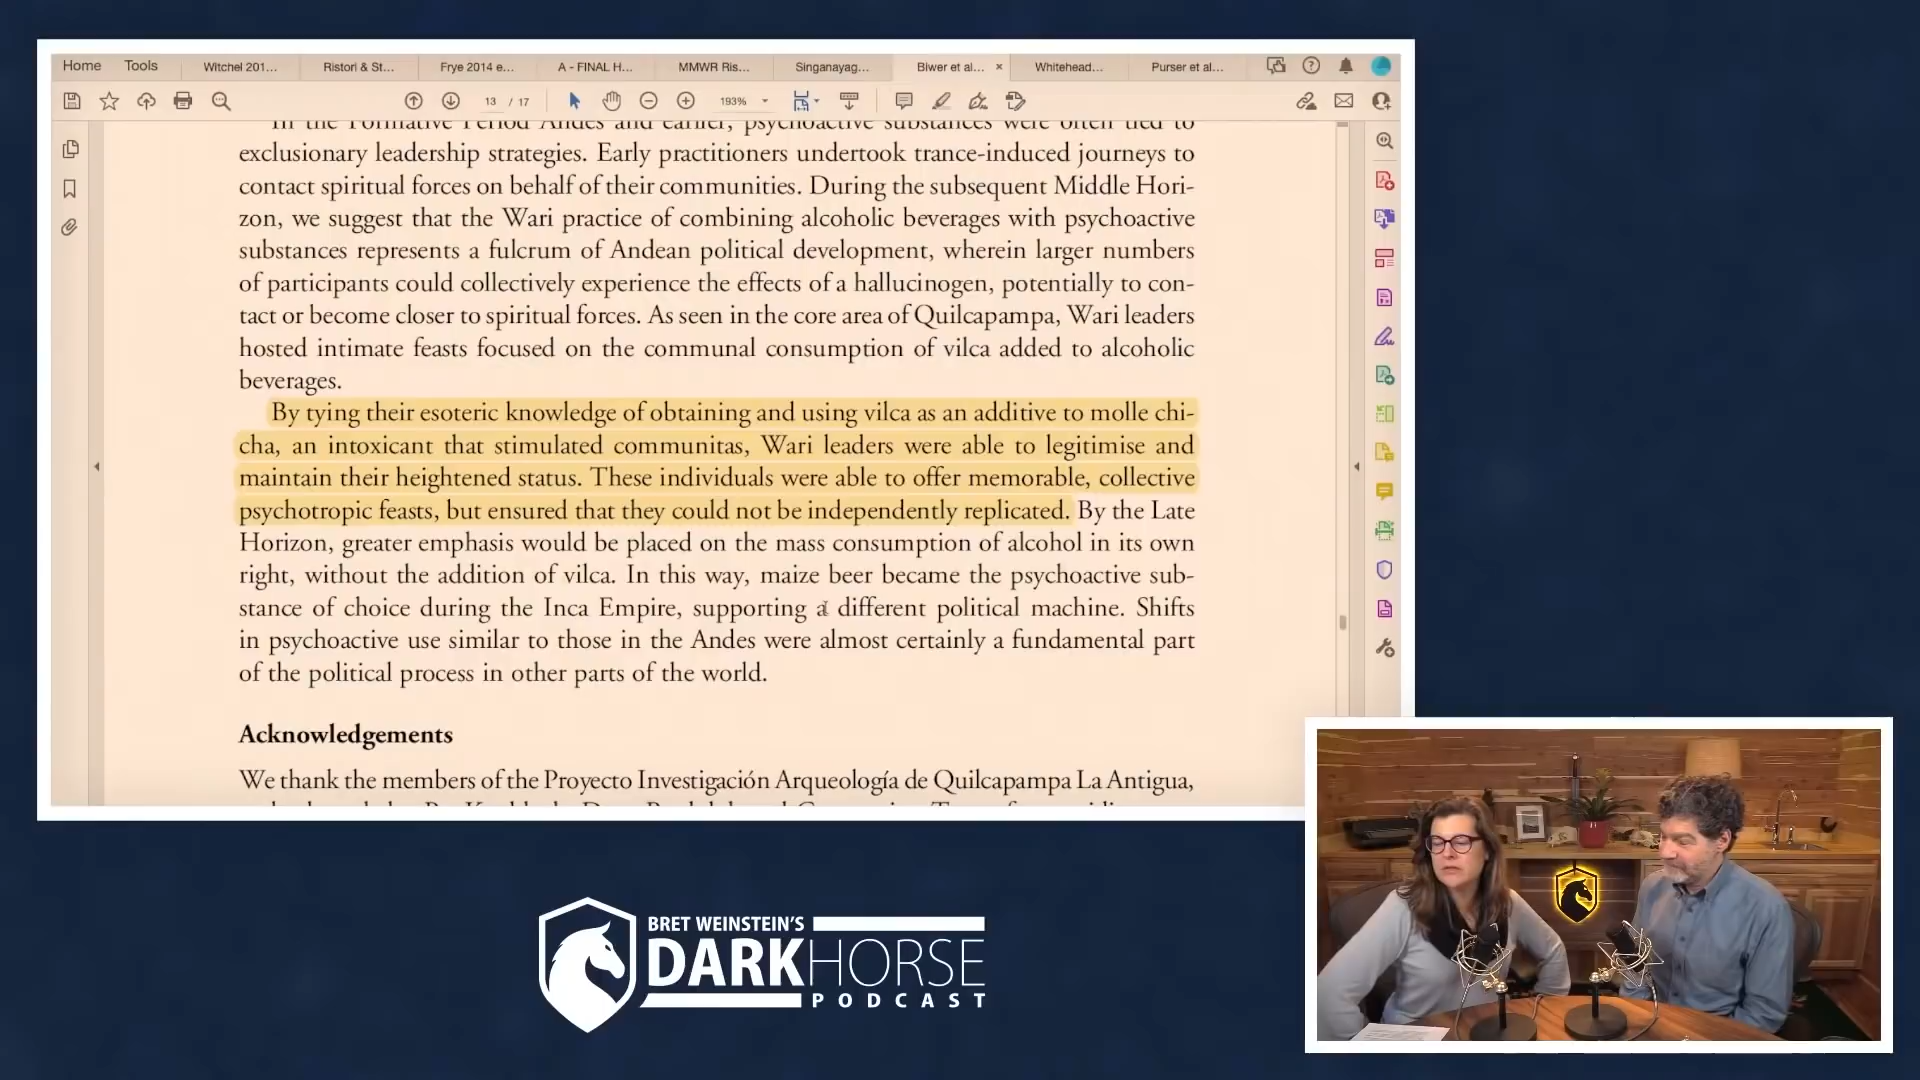 Home Tools Witchel 201... Ristori & St... Frye 2014 e... A - FINAL H... MMWR Ris... Singanayag... Biwer et al... × Whitehead... Purser et al...
13 / 17 193%
In the Formative Period Andes and earlier, psychoactive substances were often tied to
exclusionary leadership strategies. Early practitioners undertook trance-induced journeys to
contact spiritual forces on behalf of their communities. During the subsequent Middle Hori-
zon, we suggest that the Wari practice of combining alcoholic beverages with psychoactive
substances represents a fulcrum of Andean political development, wherein larger numbers
of participants could collectively experience the effects of a hallucinogen, potentially to con-
tact or become closer to spiritual forces. As seen in the core area of Quilcapampa, Wari leaders
hosted intimate feasts focused on the communal consumption of vilca added to alcoholic
beverages.
By tying their esoteric knowledge of obtaining and using vilca as an additive to molle chi-
cha, an intoxicant that stimulated communitas, Wari leaders were able to legitimise and
maintain their heightened status. These individuals were able to offer memorable, collective
psychotropic feasts, but ensured that they could not be independently replicated. By the Late
Horizon, greater emphasis would be placed on the mass consumption of alcohol in its own
right, without the addition of vilca. In this way, maize beer became the psychoactive sub-
stance of choice during the Inca Empire, supporting a different political machine. Shifts
in psychoactive use similar to those in the Andes were almost certainly a fundamental part
of the political process in other parts of the world.
Acknowledgements
We thank the members of the Proyecto Investigación Arqueología de Quilcapampa La Antigua,
BRET WEINSTEIN'S
DARKHORSE
PODCAST